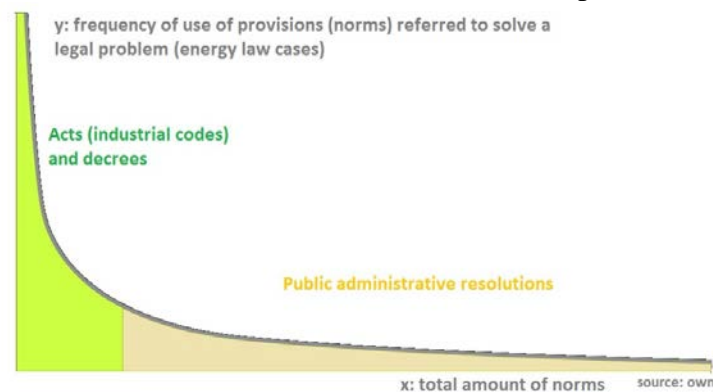 y: frequency of use of provisions (norms) referred to solve a
legal problem (energy law cases)
Acts (industrial codes)
and decrees
Public administrative resolutions
x: total amount of norms
source: own